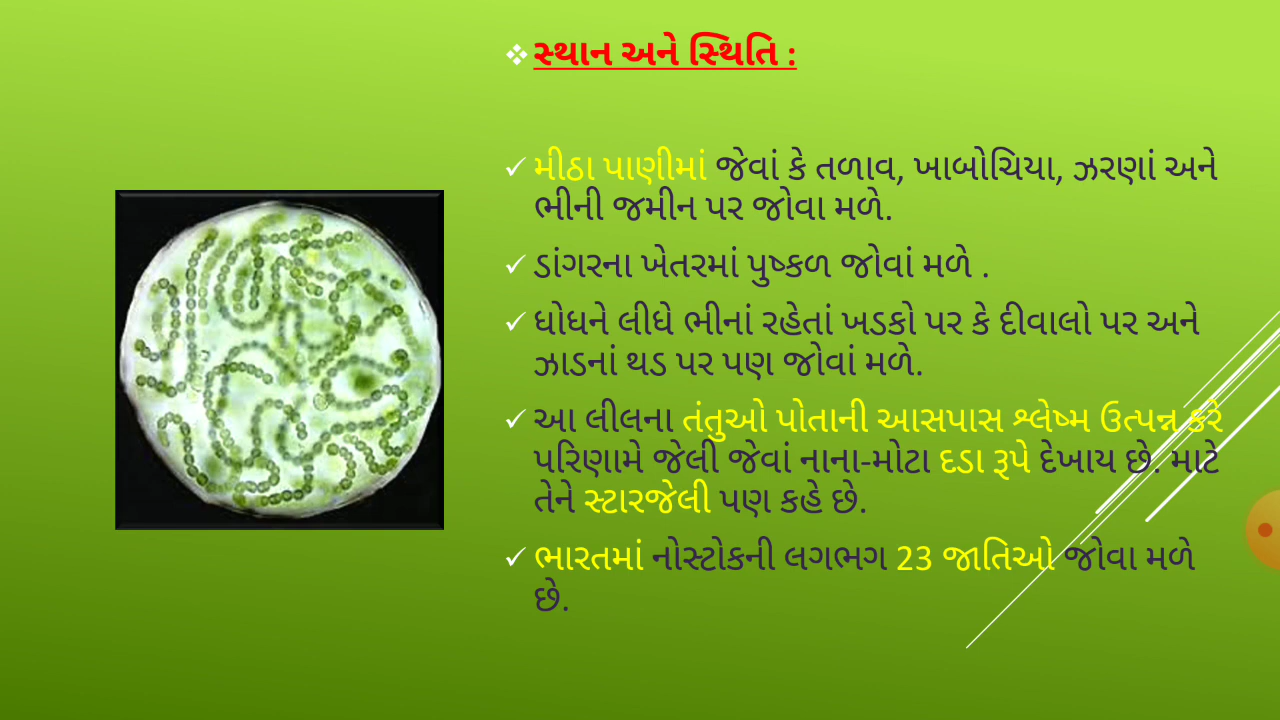 સ્થાન અને સ્થિતિ :
મીઠા પાણીમાં જેવાં કે તળાવ, ખાબોચિયા, ઝરણાં અને
ભીની જમીન પર જોવા મળે.
ડાંગરના ખેતરમાં પુષ્કળ જોવાં મળે .
ધોધને લીધે ભીનાં રહેતાં ખડકો પર કે દીવાલો પર અને
ઝાડનાં થડ પર પણ જોવાં મળે.
આ લીલના તંતુઓ પોતાની આસપાસ શ્લેષ્મ ઉત્પન્ન કરે
પરિણામે જેલી જેવાં નાના-મોટા દડા રૂપે દેખાય છે. માટે
તેને સ્ટારજેલી પણ કહે છે.
ભારતમાં નોસ્ટોકની લગભગ 23 જાતિઓ જોવા મળે
છે.